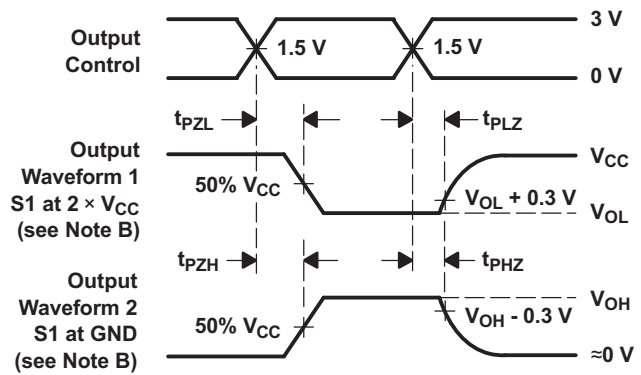 3 V
Output
Control
1.5 V
1.5 V
0 V
tPZL
tPLZ
Output
Waveform 1
S1 at 2 × VCC
(see Note B)
50% VCC
VCC
VOL + 0.3 V
VOL
tPZH
tPHZ
Output
Waveform 2
S1 at GND
(see Note B)
50% VCC
VOH
VOH - 0.3 V
≈0 V